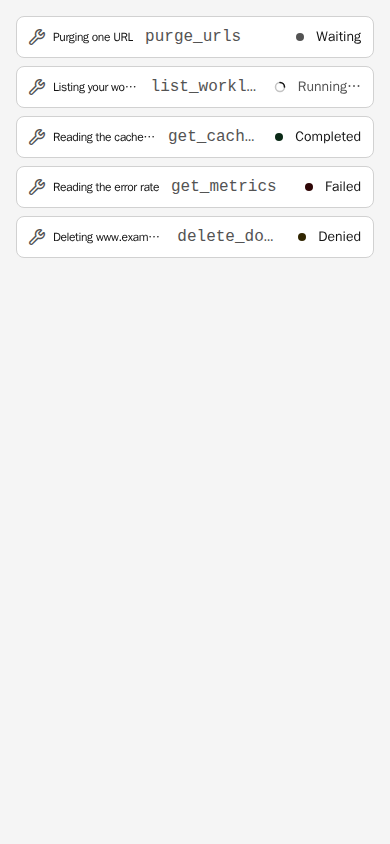 Purging one URL purge_urls Waiting
Listing your wo··· list_workl… Running···
Reading the cache··· get_cach… Completed
Reading the error rate get_metrics Failed
Deleting www.exam··· delete_do… Denied